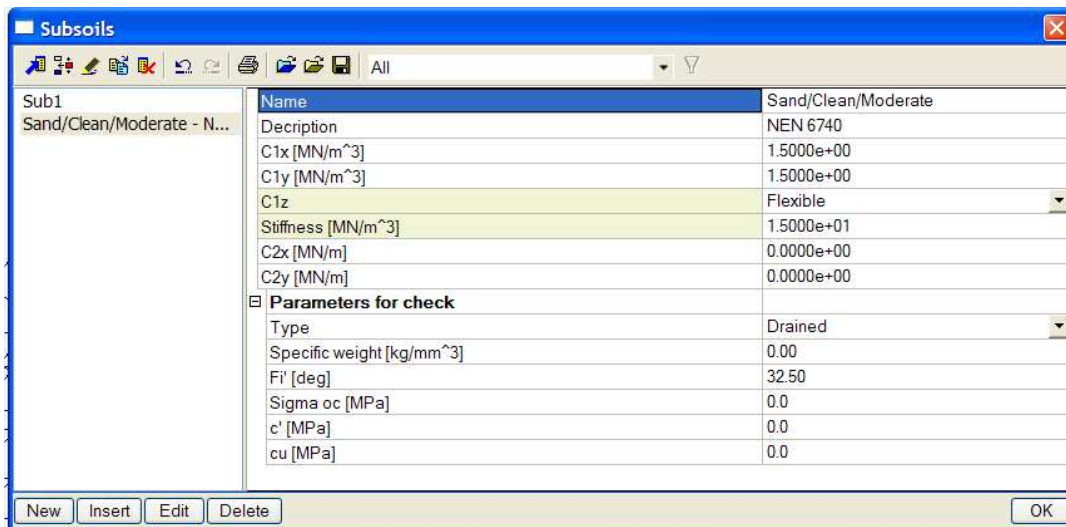 Subsoils
All
Sub1
Sand/Clean/Moderate - N...
Name Sand/Clean/Moderate
Decription NEN 6740
C1x [MN/m^3] 1.5000e+00
C1y [MN/m^3] 1.5000e+00
C1z Flexible
Stiffness [MN/m^3] 1.5000e+01
C2x [MN/m] 0.0000e+00
C2y [MN/m] 0.0000e+00
Parameters for check
Type Drained
Specific weight [kg/mm^3] 0.00
Fi' [deg] 32.50
Sigma oc [MPa] 0.0
c' [MPa] 0.0
cu [MPa] 0.0
New Insert Edit Delete OK